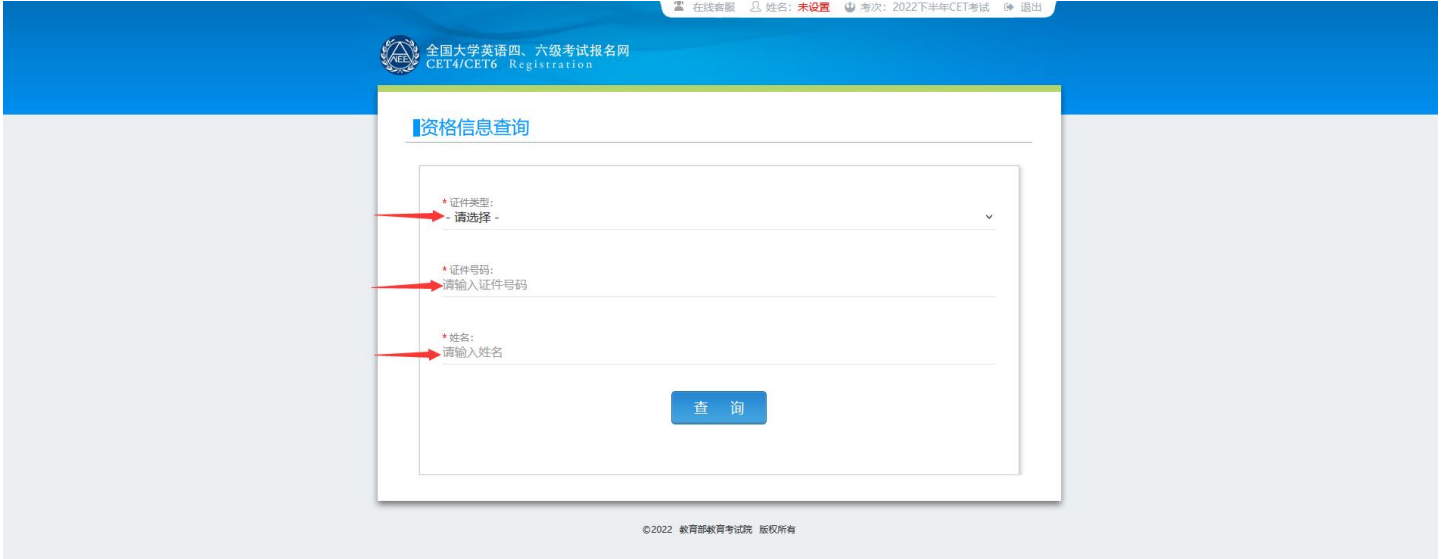 在线客服 姓名：未设置 考次：2022下半年CET考试 退出
NEEA
全国大学英语四、六级考试报名网
CET4/CET6 Registration
资格信息查询
* 证件类型：
- 请选择 -
* 证件号码：
请输入证件号码
* 姓名：
请输入姓名
查 询
©2022 教育部教育考试院 版权所有